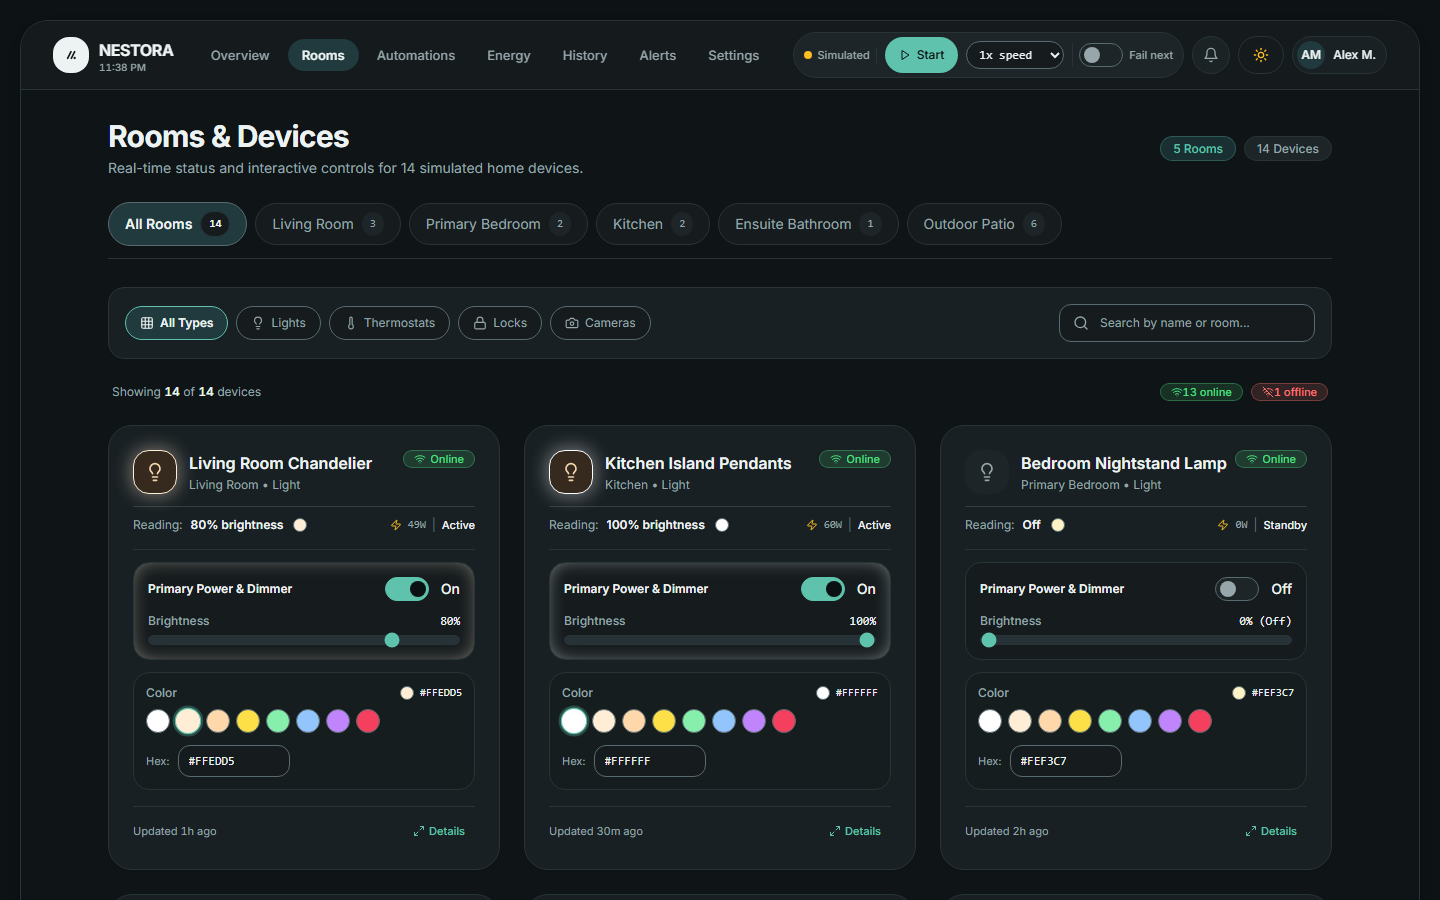 NESTORA
11:38 PM
Overview
Rooms
Automations
Energy
History
Alerts
Settings
Simulated
Start
1x speed
Fail next
AM
Alex M.
Rooms & Devices
Real-time status and interactive controls for 14 simulated home devices.
5 Rooms
14 Devices
All Rooms 14
Living Room 3
Primary Bedroom 2
Kitchen 2
Ensuite Bathroom 1
Outdoor Patio 6
All Types
Lights
Thermostats
Locks
Cameras
Search by name or room...
Showing 14 of 14 devices
13 online
1 offline
Living Room Chandelier
Online
Living Room • Light
Reading: 80% brightness
49W
Active
Primary Power & Dimmer
On
Brightness
80%
Color
#FFEDD5
Hex: #FFEDD5
Updated 1h ago
Details
Kitchen Island Pendants
Online
Kitchen • Light
Reading: 100% brightness
60W
Active
Primary Power & Dimmer
On
Brightness
100%
Color
#FFFFFF
Hex: #FFFFFF
Updated 30m ago
Details
Bedroom Nightstand Lamp
Online
Primary Bedroom • Light
Reading: Off
0W
Standby
Primary Power & Dimmer
Off
Brightness
0% (Off)
Color
#FEF3C7
Hex: #FEF3C7
Updated 2h ago
Details